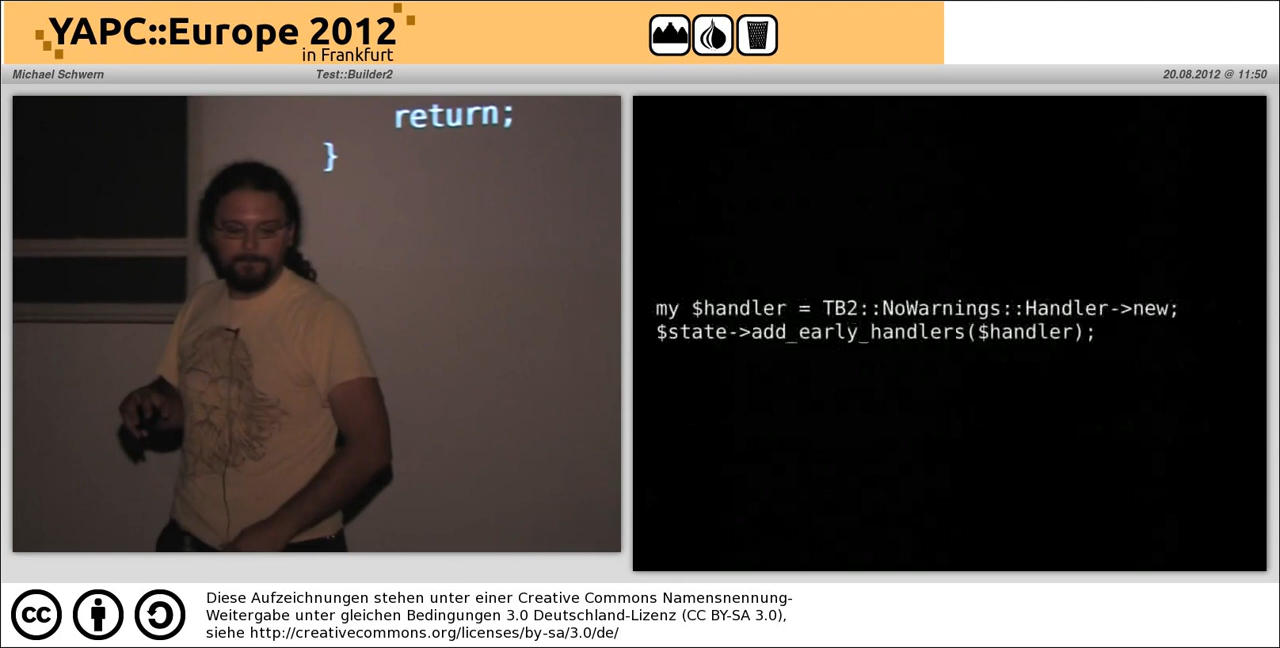 YAPC::Europe 2012
in Frankfurt
Michael Schwern
Test::Builder2
20.08.2012 @ 11:50
return;
}
my $handler = TB2::NoWarnings::Handler->new;
$state->add_early_handlers($handler);
cc
Diese Aufzeichnungen stehen unter einer Creative Commons Namensnennung-
Weitergabe unter gleichen Bedingungen 3.0 Deutschland-Lizenz (CC BY-SA 3.0),
siehe http://creativecommons.org/licenses/by-sa/3.0/de/